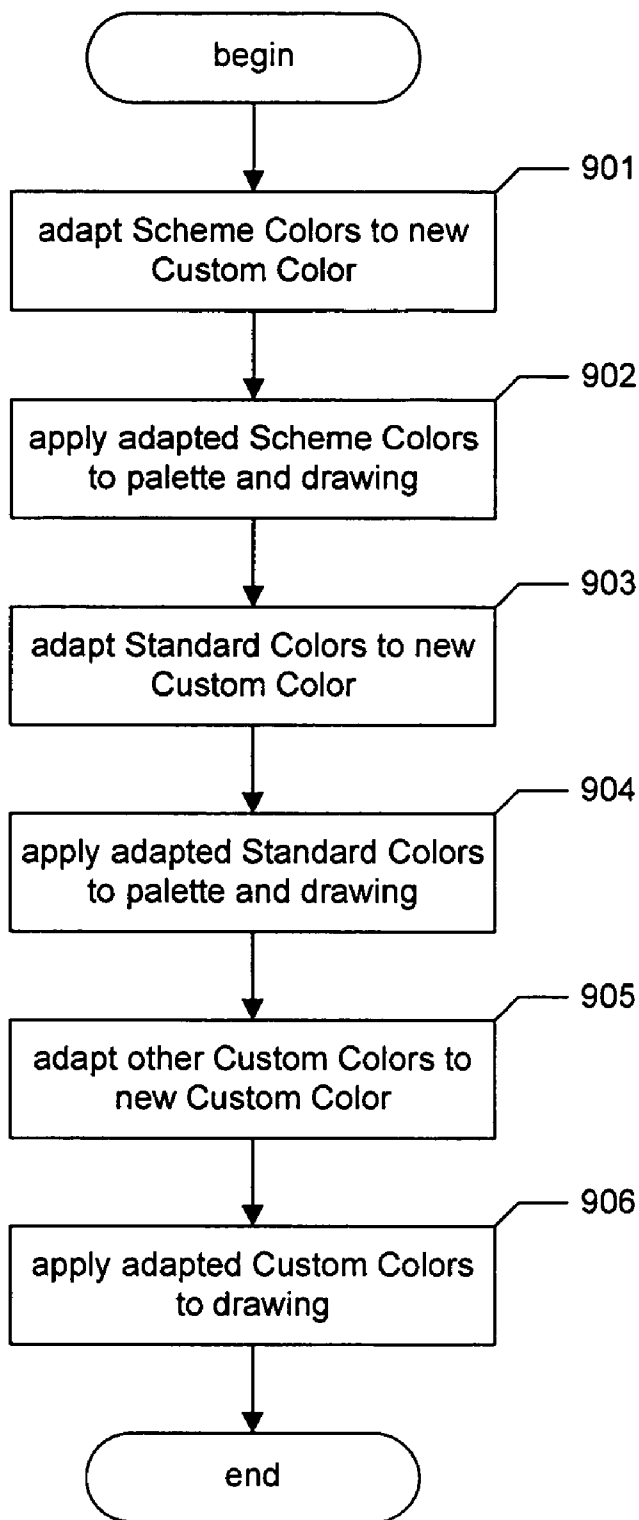 begin
901
adapt Scheme Colors to new
Custom Color
902
apply adapted Scheme Colors
to palette and drawing
903
adapt Standard Colors to new
Custom Color
904
apply adapted Standard Colors
to palette and drawing
905
adapt other Custom Colors to
new Custom Color
906
apply adapted Custom Colors
to drawing
end